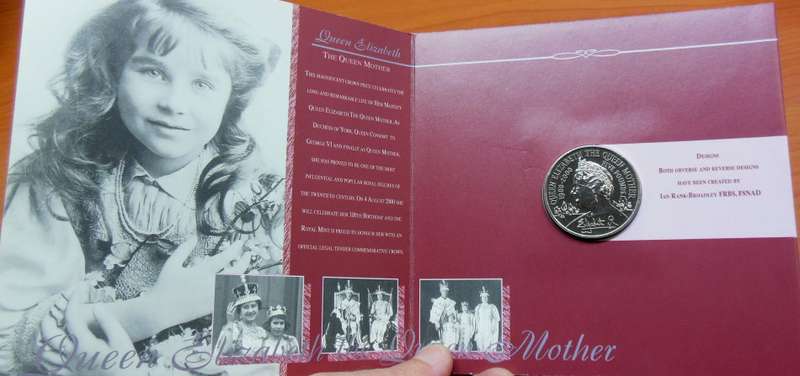 Queen Elizabeth
THE QUEEN MOTHER
THIS MAGNIFICENT CROWN PIECE CELEBRATES THE
LONG AND REMARKABLE LIFE OF HER MAJESTY
QUEEN ELIZABETH THE QUEEN MOTHER. AS
DUCHESS OF YORK, QUEEN CONSORT TO
GEORGE VI AND FINALLY AS QUEEN MOTHER,
SHE HAS PROVED TO BE ONE OF THE MOST
INFLUENTIAL AND POPULAR ROYAL FIGURES OF
THE TWENTIETH CENTURY. ON 4 AUGUST 2000 SHE
WILL CELEBRATE HER 100TH BIRTHDAY AND THE
ROYAL MINT IS PROUD TO HONOUR HER WITH AN
OFFICIAL LEGAL TENDER COMMEMORATIVE CROWN.
QUEEN ELIZABETH THE QUEEN MOTHER
1900-2000
FIVE POUNDS
DESIGNS
BOTH OBVERSE AND REVERSE DESIGNS
HAVE BEEN CREATED BY
IAN RANK-BROADLEY FRBS, FSNAD
Queen Elizabeth Queen Mother